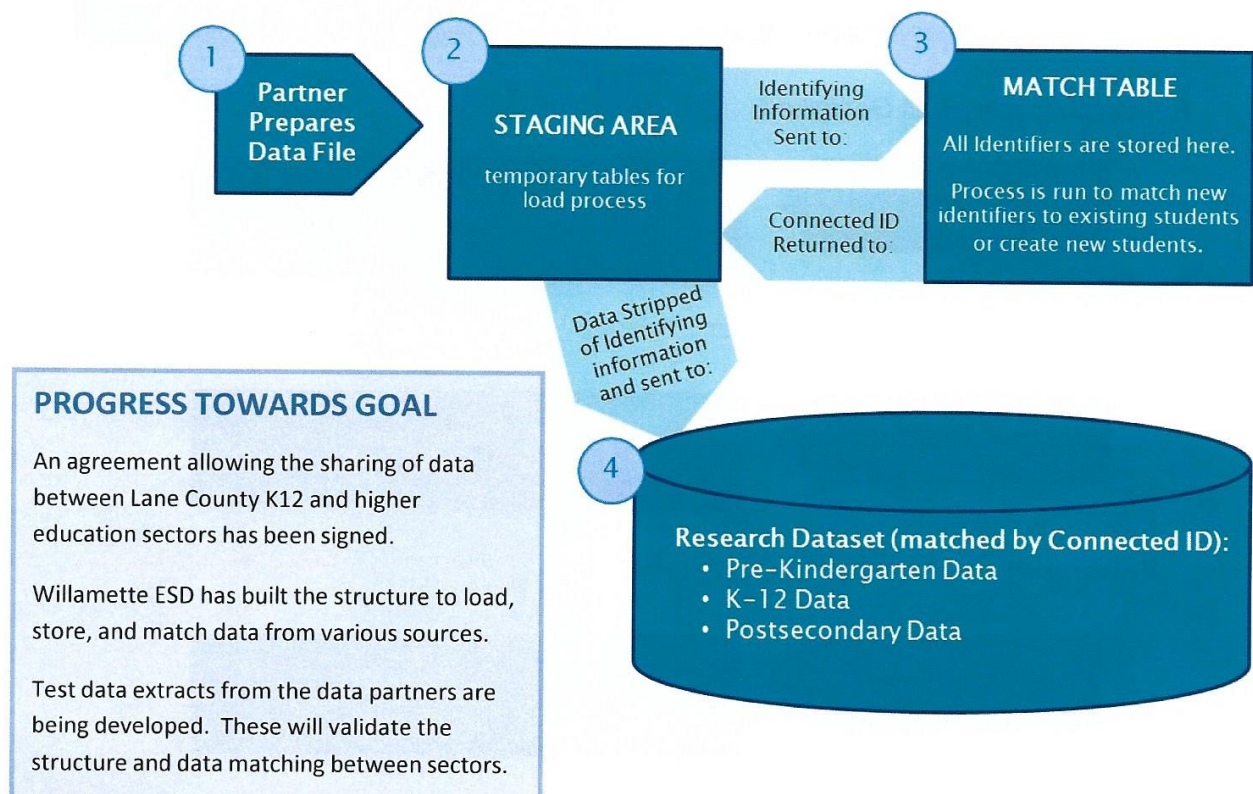 1
Partner
Prepares
Data File
2
STAGING AREA
temporary tables for
load process
Identifying
Information
Sent to:
3
MATCH TABLE
All Identifiers are stored here.
Process is run to match new
identifiers to existing students
or create new students.
Connected ID
Returned to:
Data Stripped
of Identifying
information
and sent to:
4
Research Dataset (matched by Connected ID):
• Pre-Kindergarten Data
• K-12 Data
• Postsecondary Data
PROGRESS TOWARDS GOAL
An agreement allowing the sharing of data
between Lane County K12 and higher
education sectors has been signed.
Willamette ESD has built the structure to load,
store, and match data from various sources.
Test data extracts from the data partners are
being developed.  These will validate the
structure and data matching between sectors.